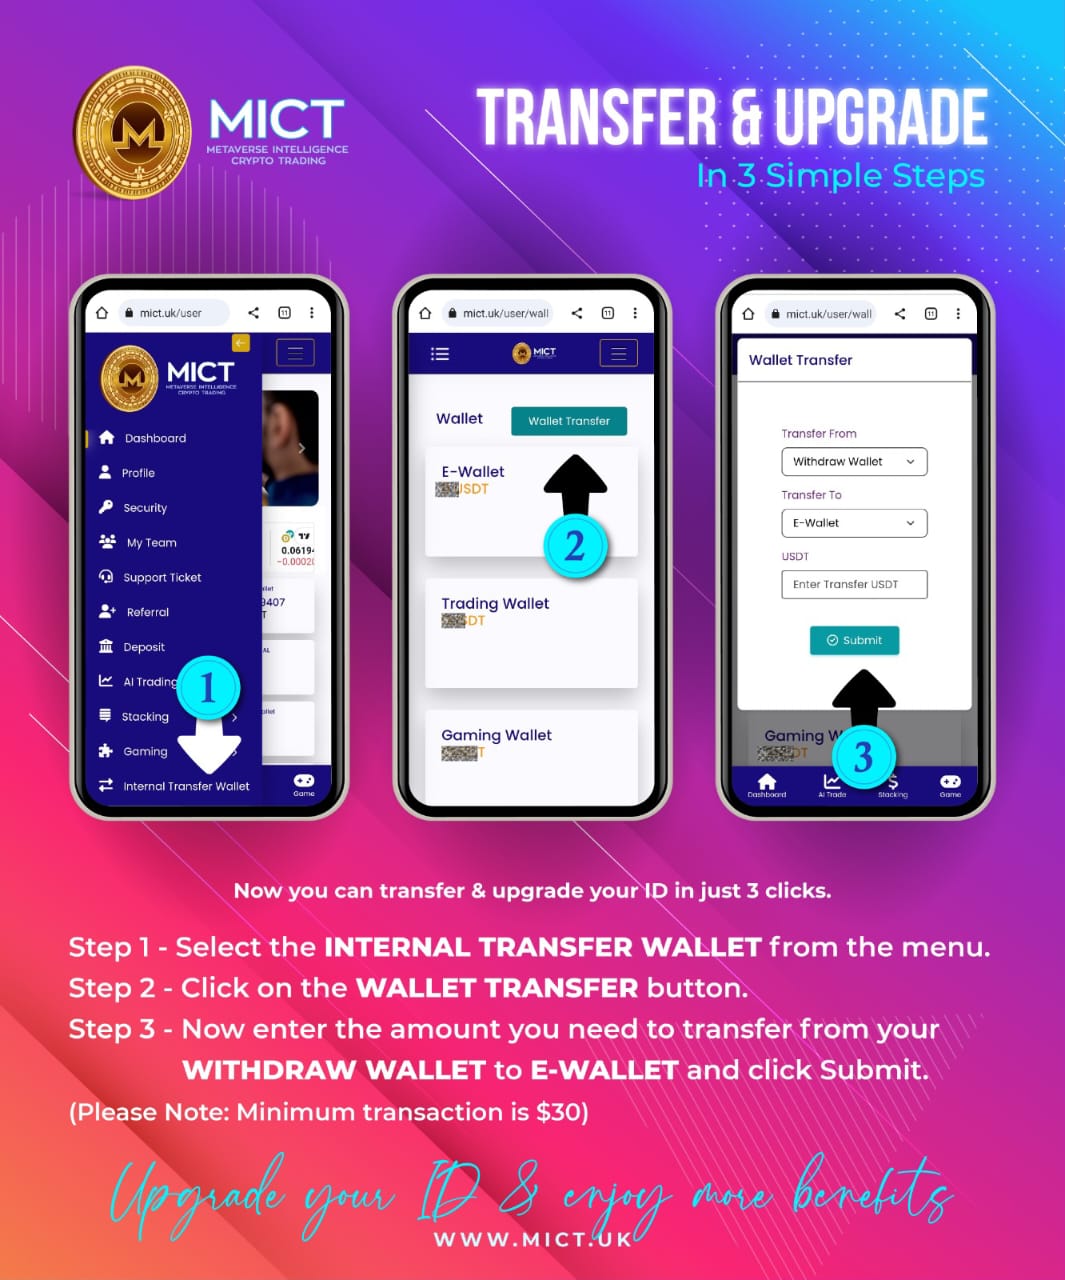 MICT
METAVERSE INTELLIGENCE
CRYPTO TRADING
TRANSFER & UPGRADE
In 3 Simple Steps
mict.uk/user
11
MICT
METAVERSE INTELLIGENCE
CRYPTO TRADING
Dashboard
Profile
Security
My Team
Support Ticket
Referral
Deposit
AI Trading
Stacking
Gaming
Internal Transfer Wallet
1
0.0619
-0.0002
9407
T
AL
Game
mict.uk/user/wall
11
MICT
Wallet
Wallet Transfer
E-Wallet
USDT
2
Trading Wallet
DT
Gaming Wallet
T
mict.uk/user/wall
11
Wallet Transfer
Transfer From
Withdraw Wallet
Transfer To
E-Wallet
USDT
Enter Transfer USDT
Submit
Gaming W
DT
3
Dashboard
AI Trade
Stacking
Game
Now you can transfer & upgrade your ID in just 3 clicks.
Step 1 - Select the INTERNAL TRANSFER WALLET from the menu.
Step 2 - Click on the WALLET TRANSFER button.
Step 3 - Now enter the amount you need to transfer from your
WITHDRAW WALLET to E-WALLET and click Submit.
(Please Note: Minimum transaction is $30)
Upgrade your ID & enjoy more benefits
WWW.MICT.UK